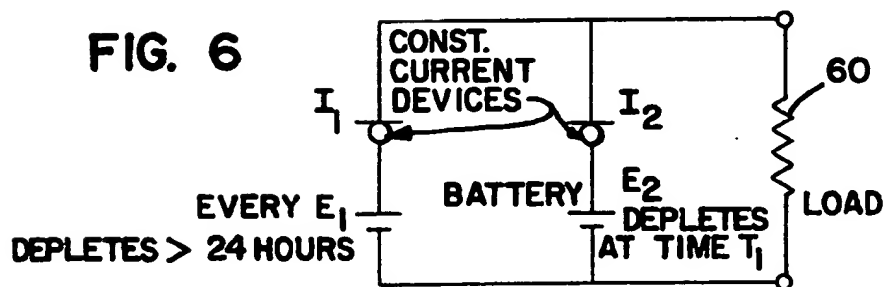 FIG. 6
CONST.
CURRENT
DEVICES
60
I1
I2
EVERY E1
DEPLETES > 24 HOURS
BATTERY
E2
DEPLETES
AT TIME T1
LOAD